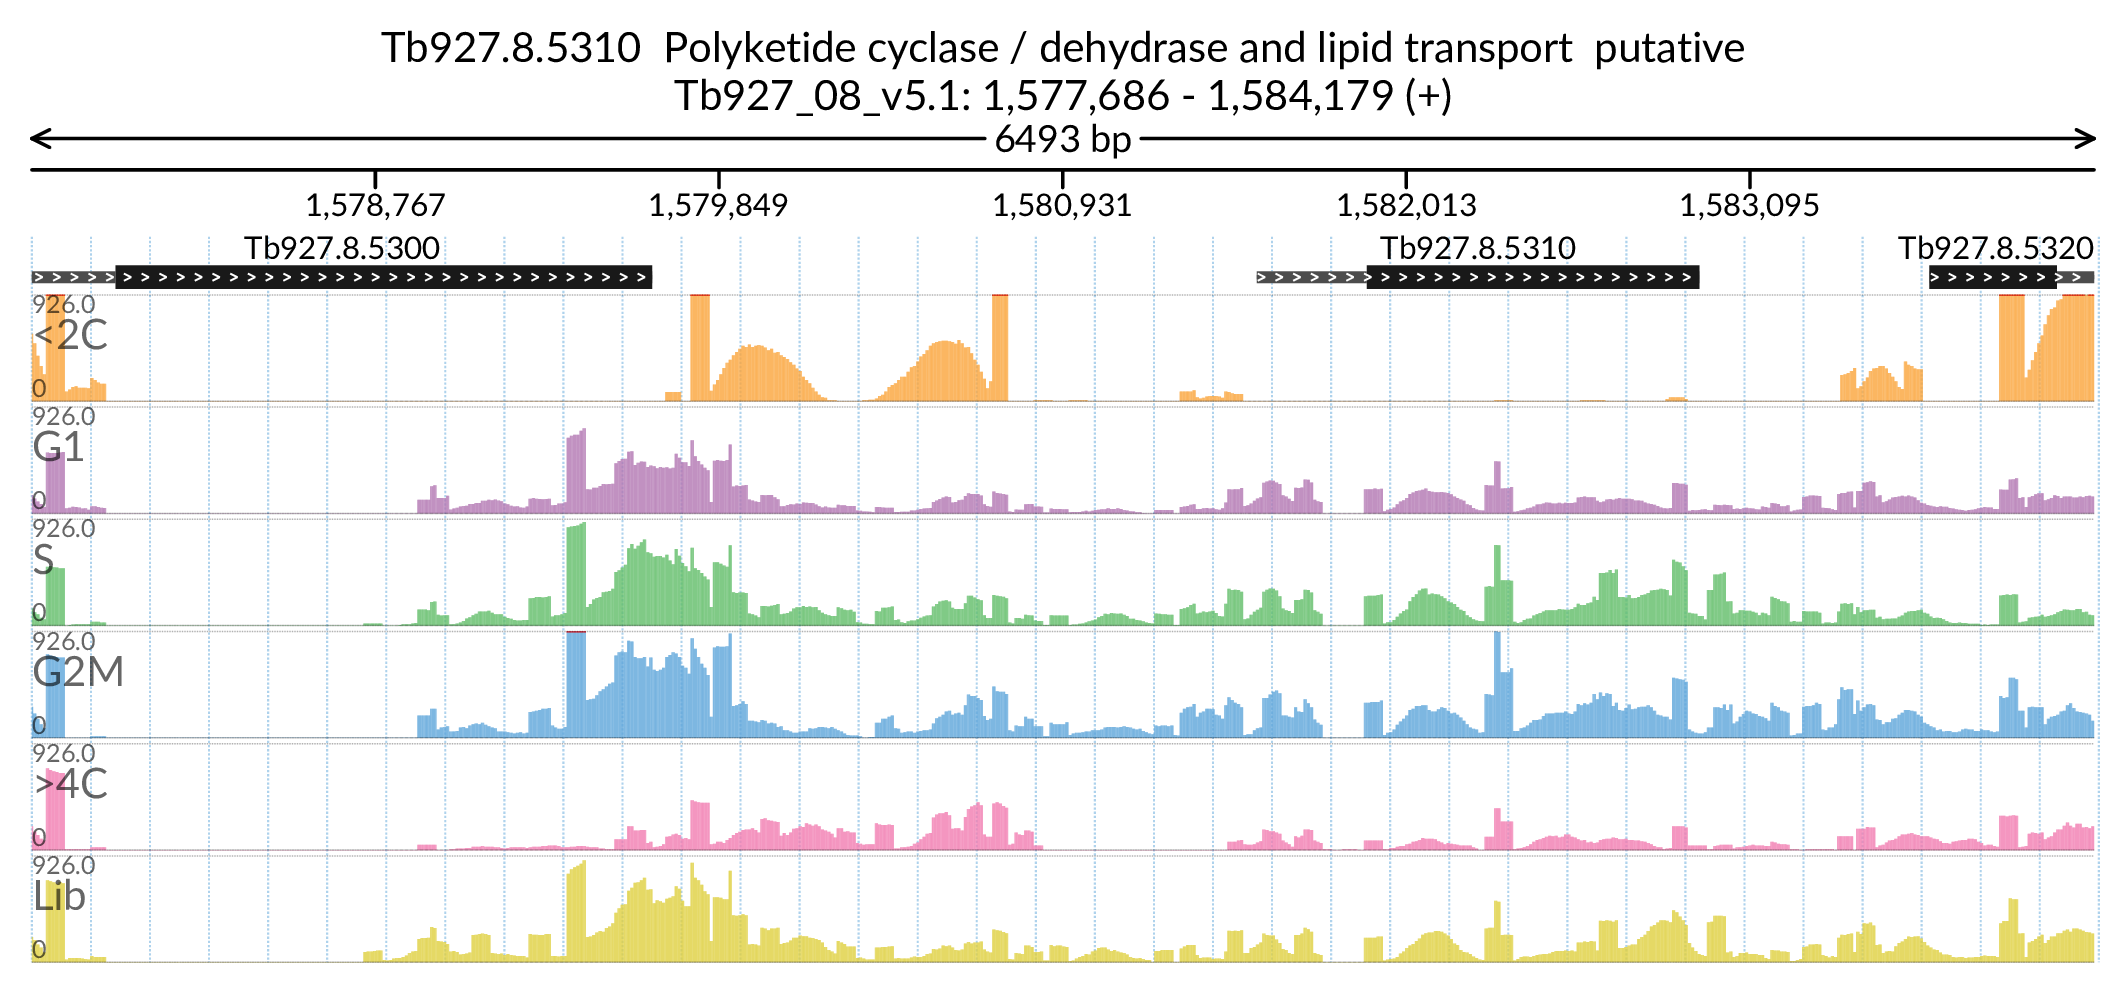 Tb927.8.5310  Polyketide cyclase / dehydrase and lipid transport  putative
Tb927_08_v5.1: 1,577,686 - 1,584,179 (+)
6493 bp
1,578,767 1,579,849 1,580,931 1,582,013 1,583,095
Tb927.8.5300 Tb927.8.5310 Tb927.8.5320
926.0
<2C
0
926.0
G1
0
926.0
S
0
926.0
G2M
0
926.0
>4C
0
926.0
Lib
0